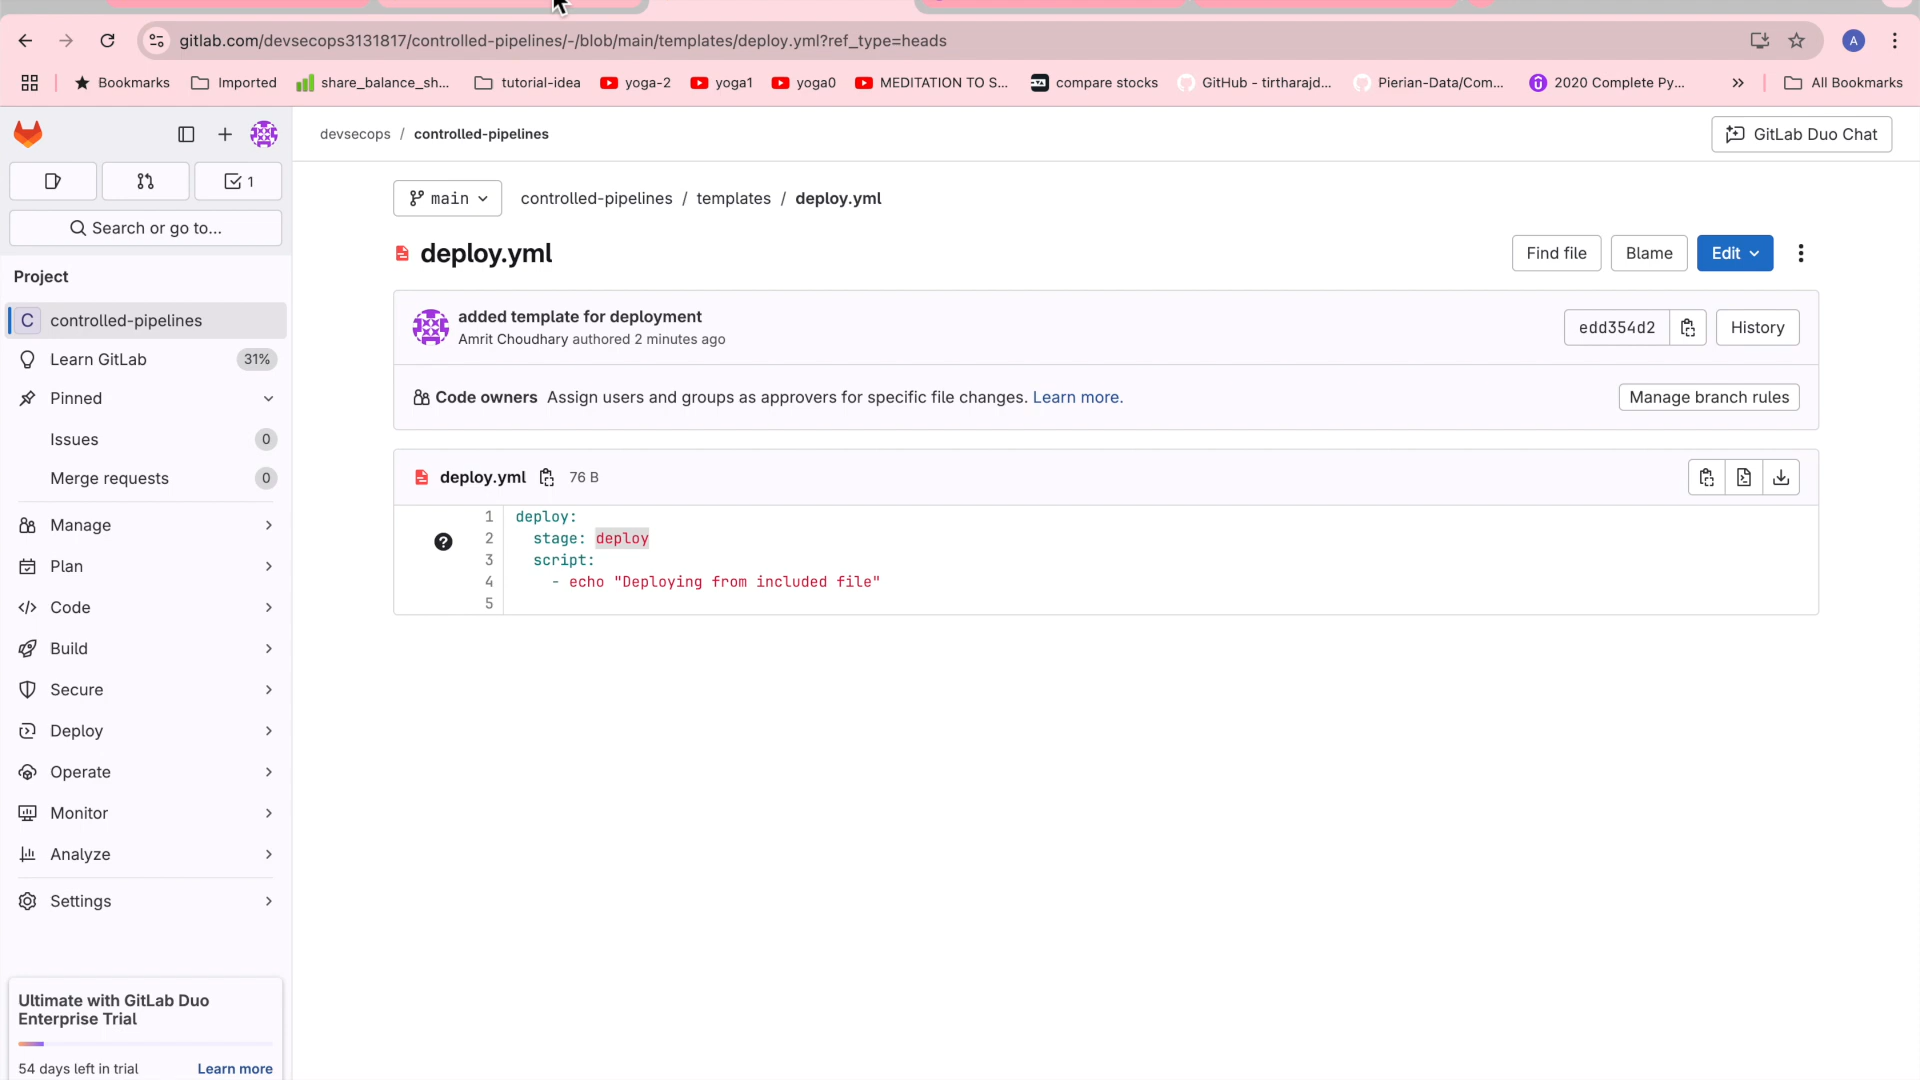 gitlab.com/devsecops3131817/controlled-pipelines/-/blob/main/templates/deploy.yml?ref_type=heads
A
Bookmarks Imported share_balance_sh... tutorial-idea yoga-2 yoga1 yoga0 MEDITATION TO S... compare stocks GitHub - tirtharajd... Pierian-Data/Com... 2020 Complete Py... » All Bookmarks
devsecops / controlled-pipelines
GitLab Duo Chat
1
Search or go to...
Project
C controlled-pipelines
Learn GitLab 31%
Pinned
Issues 0
Merge requests 0
Manage
Plan
Code
Build
Secure
Deploy
Operate
Monitor
Analyze
Settings
Ultimate with GitLab Duo
Enterprise Trial
54 days left in trial Learn more
main controlled-pipelines / templates / deploy.yml
deploy.yml
Find file Blame Edit
added template for deployment
Amrit Choudhary authored 2 minutes ago
edd354d2 History
Code owners Assign users and groups as approvers for specific file changes. Learn more.
Manage branch rules
deploy.yml 76 B
1 deploy:
2 stage: deploy
3 script:
4 - echo "Deploying from included file"
5